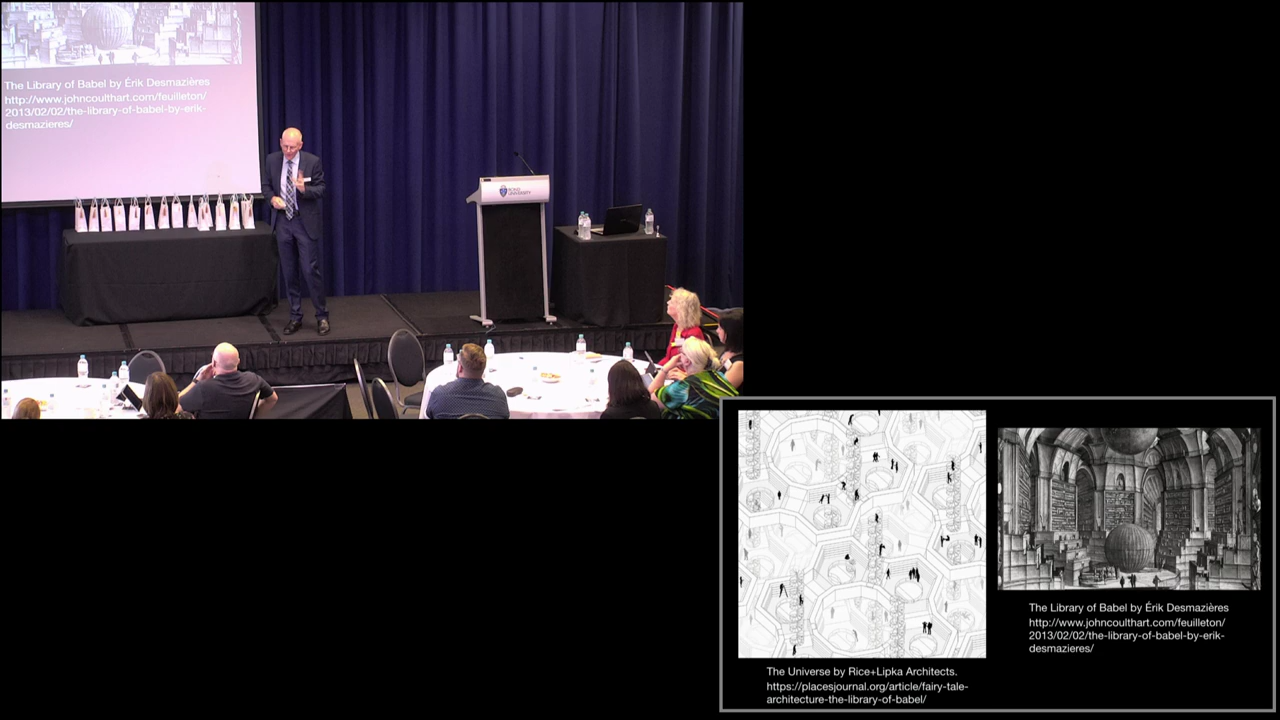 The Library of Babel by Érik Desmazières
http://www.johncoulthart.com/feuilleton/
2013/02/02/the-library-of-babel-by-erik-
desmazieres/
BOND
UNIVERSITY
The Universe by Rice+Lipka Architects.
https://placesjournal.org/article/fairy-tale-
architecture-the-library-of-babel/
The Library of Babel by Érik Desmazières
http://www.johncoulthart.com/feuilleton/
2013/02/02/the-library-of-babel-by-erik-
desmazieres/